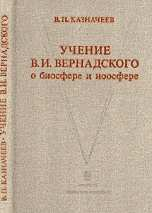 В.П. КАЗНАЧЕЕВ
УЧЕНИЕ
В.И. ВЕРНАДСКОГО
о биосфере и ноосфере
В.П. КАЗНАЧЕЕВ · УЧЕНИЕ В.И. ВЕРНАДСКОГО